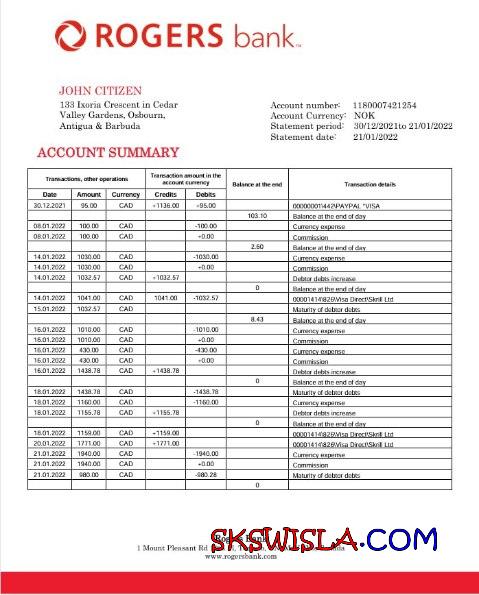 ROGERS bank™
JOHN CITIZEN
133 Ixoria Crescent in Cedar
Valley Gardens, Osbourn,
Antigua & Barbuda
Account number: 1180007421254
Account Currency: NOK
Statement period: 30/12/2021to 21/01/2022
Statement date: 21/01/2022
ACCOUNT SUMMARY
Transactions, other operations Transaction amount in the account currency Balance at the end Transaction details
Date Amount Currency Credits Debits
30.12.2021 95.00 CAD +1136.00 +95.00 00000001\442\PAYPAL *VISA
103.10 Balance at the end of day
08.01.2022 100.00 CAD -100.00 Currency expense
08.01.2022 100.00 CAD +0.00 Commission
2.60 Balance at the end of day
14.01.2022 1030.00 CAD -1030.00 Currency expense
14.01.2022 1030.00 CAD +0.00 Commission
14.01.2022 1032.57 CAD +1032.57 Debtor debts increase
0 Balance at the end of day
14.01.2022 1041.00 CAD 1041.00 -1032.57 00001414\826\Visa Direct\Skrill Ltd
15.01.2022 1032.57 CAD Maturity of debtor debts
8.43 Balance at the end of day
16.01.2022 1010.00 CAD -1010.00 Currency expense
16.01.2022 1010.00 CAD +0.00 Commission
16.01.2022 430.00 CAD -430.00 Currency expense
16.01.2022 430.00 CAD +0.00 Commission
16.01.2022 1438.78 CAD +1438.78 Debtor debts increase
0 Balance at the end of day
18.01.2022 1438.78 CAD -1438.78 Maturity of debtor debts
18.01.2022 1160.00 CAD -1160.00 Currency expense
18.01.2022 1155.78 CAD +1155.78 Debtor debts increase
0 Balance at the end of day
18.01.2022 1159.00 CAD +1159.00 00001414\826\Visa Direct\Skrill Ltd
20.01.2022 1771.00 CAD +1771.00 00001414\826\Visa Direct\Skrill Ltd
21.01.2022 1940.00 CAD -1940.00 Currency expense
21.01.2022 1940.00 CAD +0.00 Commission
21.01.2022 980.00 CAD -980.28 Maturity of debtor debts
0
Rogers Bank
SKSWISLA.COM
1 Mount Pleasant Rd
www.rogersbank.com